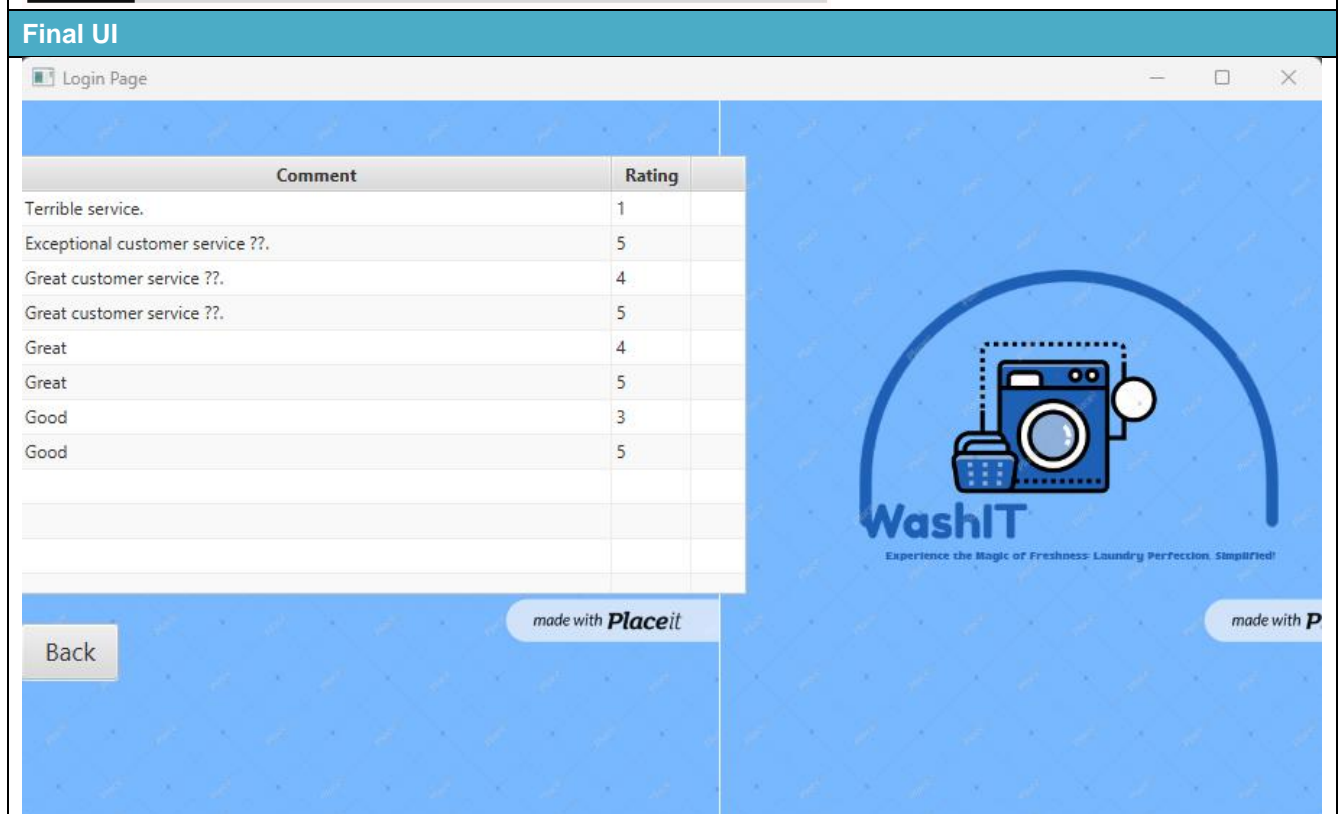 Final UI
Login Page
Comment Rating
Terrible service. 1
Exceptional customer service ??. 5
Great customer service ??. 4
Great customer service ??. 5
Great 4
Great 5
Good 3
Good 5
WashIT
Experience the Magic of Freshness: Laundry Perfection, Simplified!
made with Placeit
made with P
Back